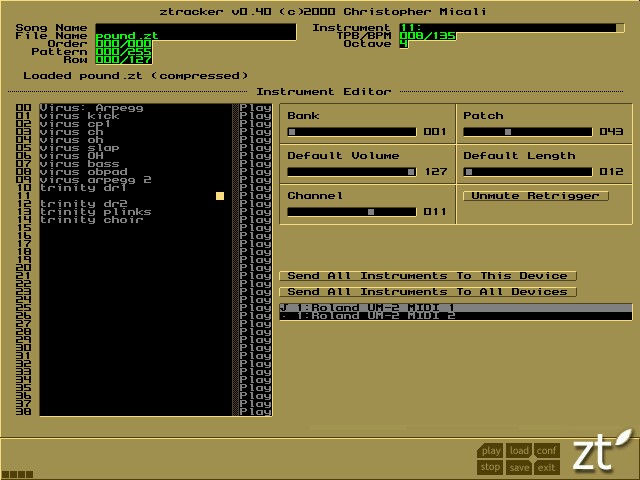 ztracker v0.40 (c)2000 Christopher Micali
Song Name
Instrument 11:
File Name pound.zt
TPB/BPM 008/135
Order 000/000
Octave 4
Pattern 000/255
Row 000/127
Loaded pound.zt (compressed)
Instrument Editor
00 Virus: Arpegg Play
01 virus kick Play
02 virus cp1 Play
03 virus ch Play
04 virus oh Play
05 virus slap Play
06 virus OH Play
07 virus bass Play
08 virus obpad Play
09 virus arpegg 2 Play
10 trinity dr1 Play
11 Play
12 trinity dr2 Play
13 trinity plinks Play
14 trinity choir Play
15 Play
16 Play
17 Play
18 Play
19 Play
20 Play
21 Play
22 Play
23 Play
24 Play
25 Play
26 Play
27 Play
28 Play
29 Play
30 Play
31 Play
32 Play
33 Play
34 Play
35 Play
36 Play
37 Play
38 Play
Bank
001
Patch
043
Default Volume
127
Default Length
012
Channel
011
Unmute Retrigger
Send All Instruments To This Device
Send All Instruments To All Devices
♪ 1:Roland UM-2 MIDI 1
· 1:Roland UM-2 MIDI 2
play load conf
stop save exit
zt